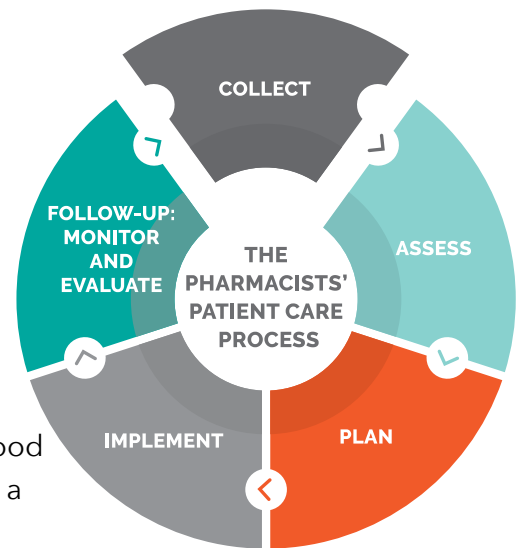 COLLECT
ASSESS
PLAN
IMPLEMENT
FOLLOW-UP:
MONITOR
AND
EVALUATE
THE
PHARMACISTS’
PATIENT CARE
PROCESS
a